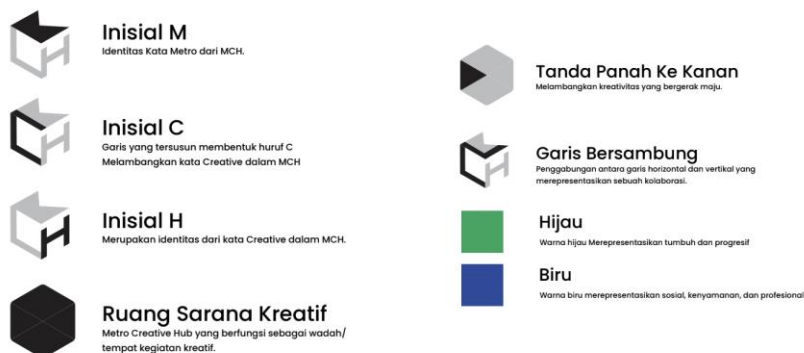 Inisial M
Identitas Kata Metro dari MCH.
Inisial C
Garis yang tersusun membentuk huruf C
Melambangkan kata Creative dalam MCH
Inisial H
Merupakan identitas dari kata Creative dalam MCH.
Ruang Sarana Kreatif
Metro Creative Hub yang berfungsi sebagai wadah/
tempat kegiatan kreatif.
Tanda Panah Ke Kanan
Melambangkan kreativitas yang bergerak maju.
Garis Bersambung
Penggabungan antara garis horizontal dan vertikal yang
merepresentasikan sebuah kolaborasi.
Hijau
Warna hijau Merepresentasikan tumbuh dan progresif
Biru
Warna biru merepresentasikan sosial, kenyamanan, dan profesional